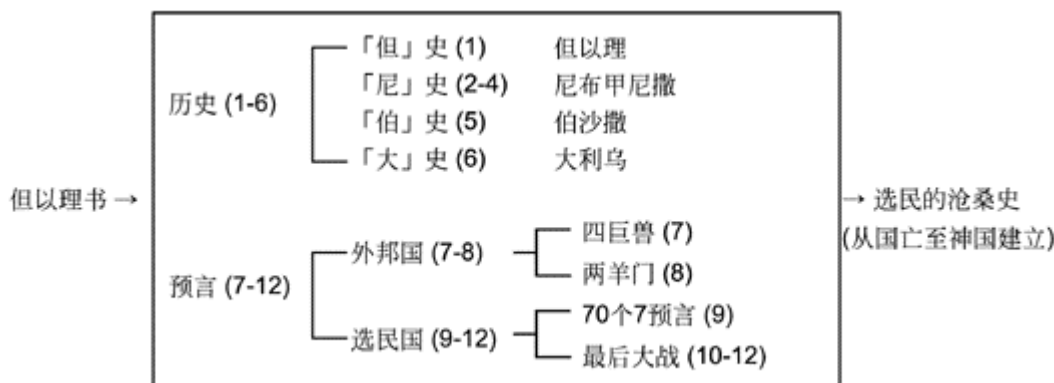 「但」史 (1) 但以理
「尼」史 (2-4) 尼布甲尼撒
历史 (1-6)
「伯」史 (5) 伯沙撒
「大」史 (6) 大利乌
但以理书 →
→ 选民的沧桑史
(从国亡至神国建立)
四巨兽 (7)
外邦国 (7-8)
两羊门 (8)
预言 (7-12)
70个7预言 (9)
选民国 (9-12)
最后大战 (10-12)